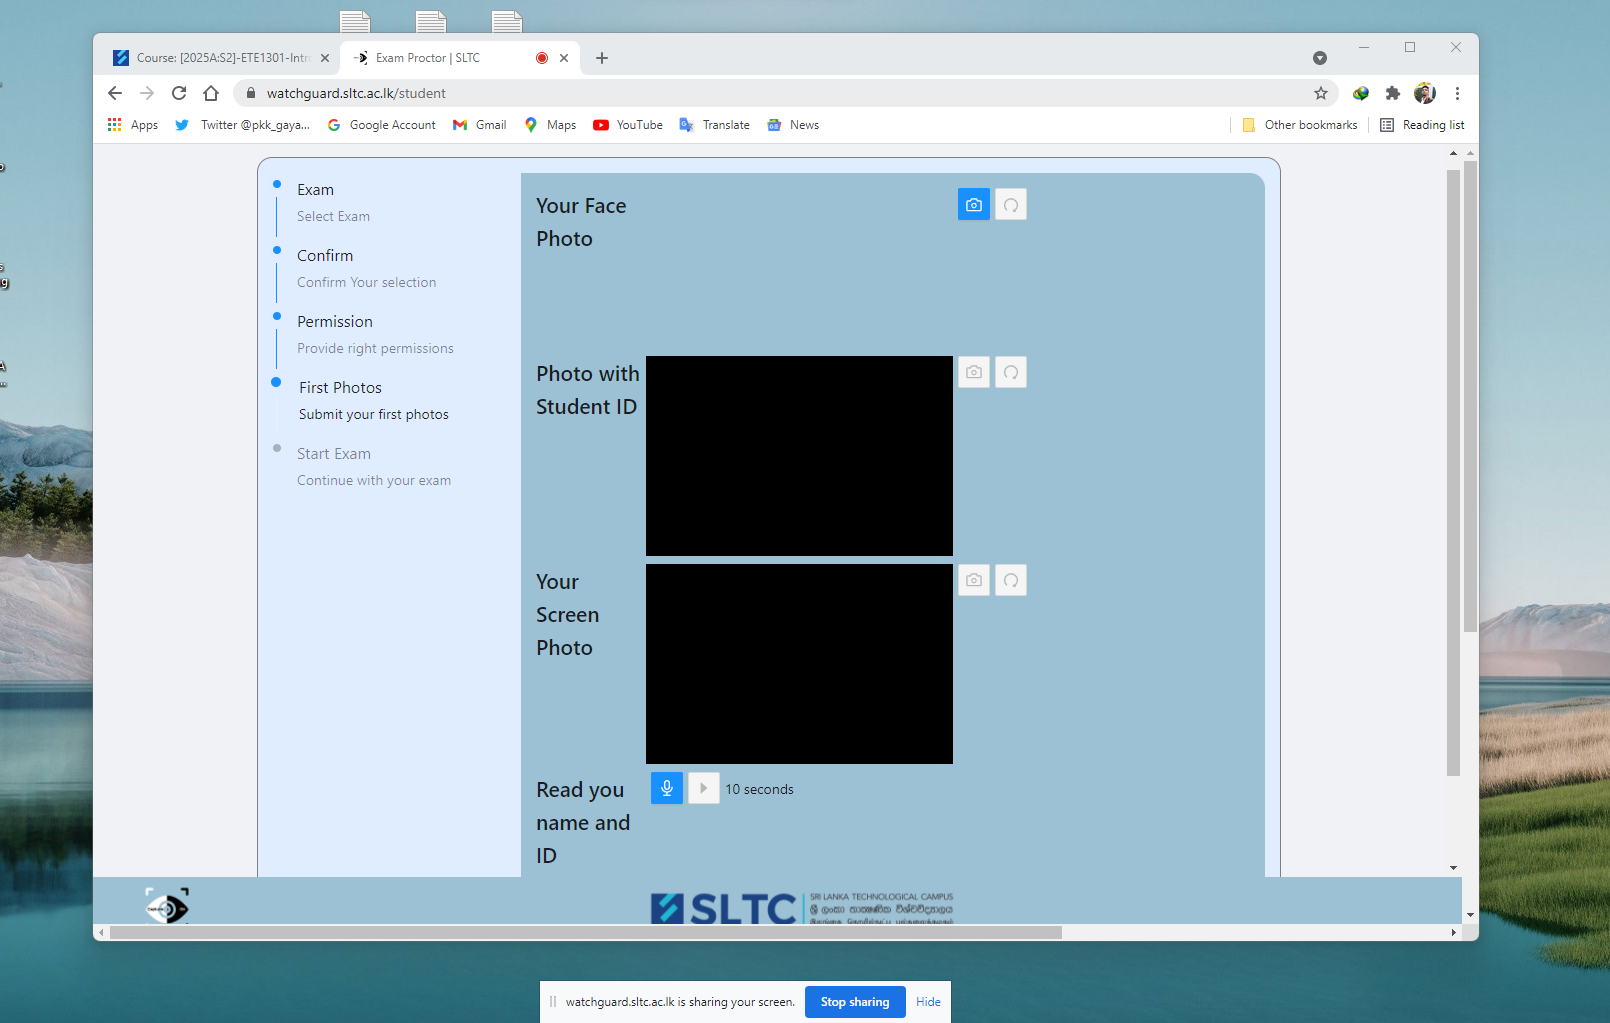 Course: [2025A:S2]-ETE1301-Intr
Exam Proctor | SLTC
watchguard.sltc.ac.lk/student
Apps
Twitter @pkk_gaya...
Google Account
Gmail
Maps
YouTube
Translate
News
Other bookmarks
Reading list
Exam
Select Exam
Confirm
Confirm Your selection
Permission
Provide right permissions
First Photos
Submit your first photos
Start Exam
Continue with your exam
Your Face
Photo
Photo with
Student ID
Your
Screen
Photo
Read you
name and
ID
10 seconds
SLTC
SRI LANKA TECHNOLOGICAL CAMPUS
ශ්‍රී ලංකා තාක්ෂණික විශ්වවිද්‍යාලය
watchguard.sltc.ac.lk is sharing your screen.
Stop sharing
Hide